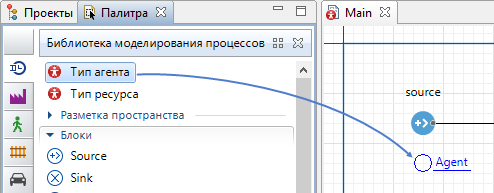 Проекты
Палитра
Main
Библиотека моделирования процессов
Тип агента
Тип ресурса
Разметка пространства
Блоки
Source
Sink
source
Agent